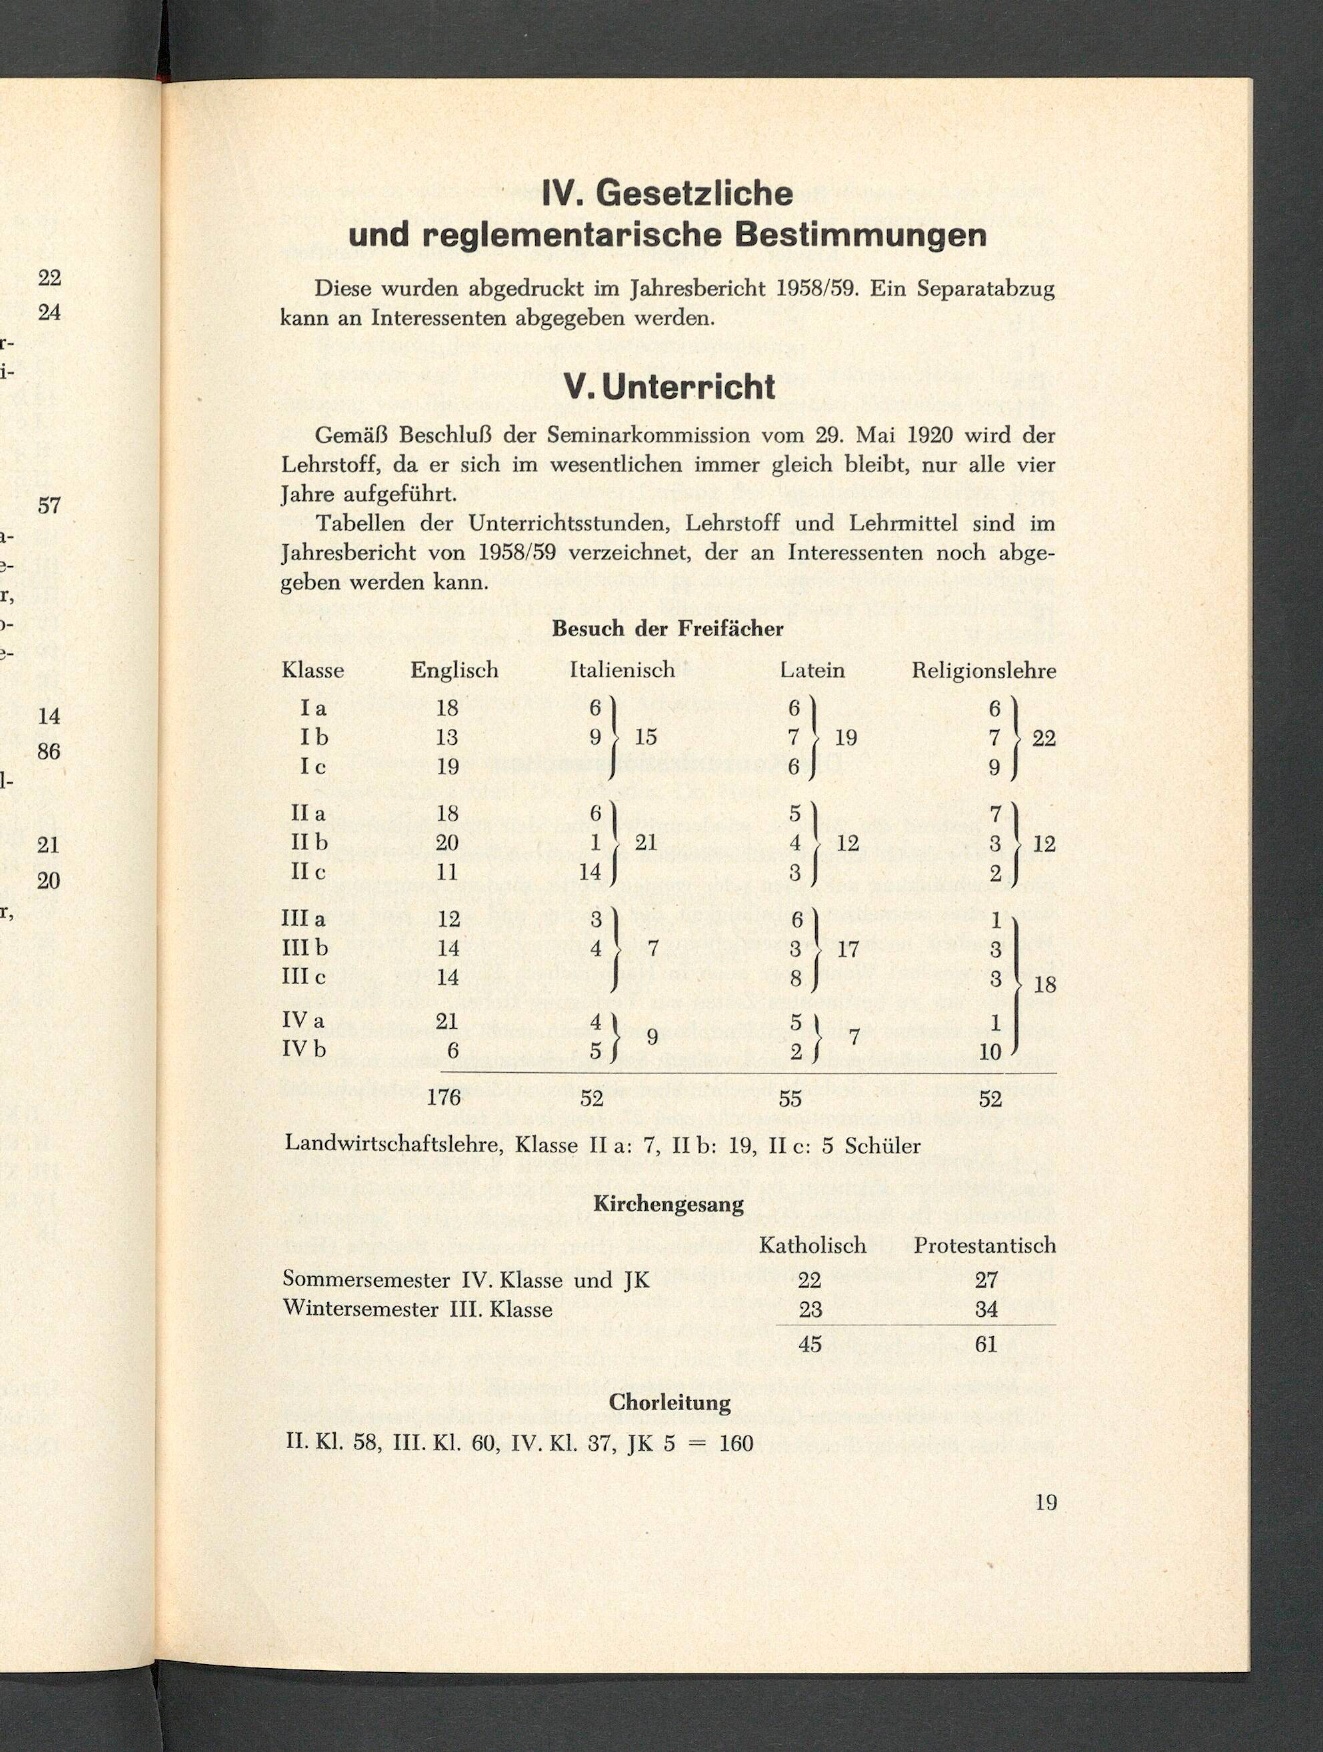 22
24
r-
i-
57
a-
e-
r,
o-
e-
14
86
l-
21
20
r,
IV. Gesetzliche
und reglementarische Bestimmungen
Diese wurden abgedruckt im Jahresbericht 1958/59. Ein Separatabzug
kann an Interessenten abgegeben werden.
V. Unterricht
Gemäß Beschluß der Seminarkommission vom 29. Mai 1920 wird der
Lehrstoff, da er sich im wesentlichen immer gleich bleibt, nur alle vier
Jahre aufgeführt.
Tabellen der Unterrichtsstunden, Lehrstoff und Lehrmittel sind im
Jahresbericht von 1958/59 verzeichnet, der an Interessenten noch abge-
geben werden kann.
Besuch der Freifächer
Klasse Englisch Italienisch Latein Religionslehre
I a 18 6 6 6
I b 13 9 15 7 19 7 22
I c 19 6 9
II a 18 6 5 7
II b 20 1 21 4 12 3 12
II c 11 14 3 2
III a 12 3 6 1
III b 14 4 7 3 17 3
III c 14 8 3 18
IV a 21 4 9 5 7 1
IV b 6 5 2 10
176 52 55 52
Landwirtschaftslehre, Klasse II a: 7, II b: 19, II c: 5 Schüler
Kirchengesang
Katholisch Protestantisch
Sommersemester IV. Klasse und JK 22 27
Wintersemester III. Klasse 23 34
45 61
Chorleitung
II. Kl. 58, III. Kl. 60, IV. Kl. 37, JK 5 = 160
19